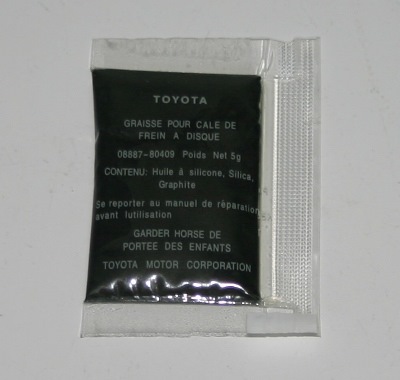 TOYOTA
GRAISSE POUR CALE DE
FREIN A DISQUE
08887-80409 Poids Net 5g
CONTENU: Huile à silicone, Silica,
Graphite
Se reporter au manuel de réparation
avant lutilisation
GARDER HORSE DE
PORTEE DES ENFANTS
TOYOTA MOTOR CORPORATION